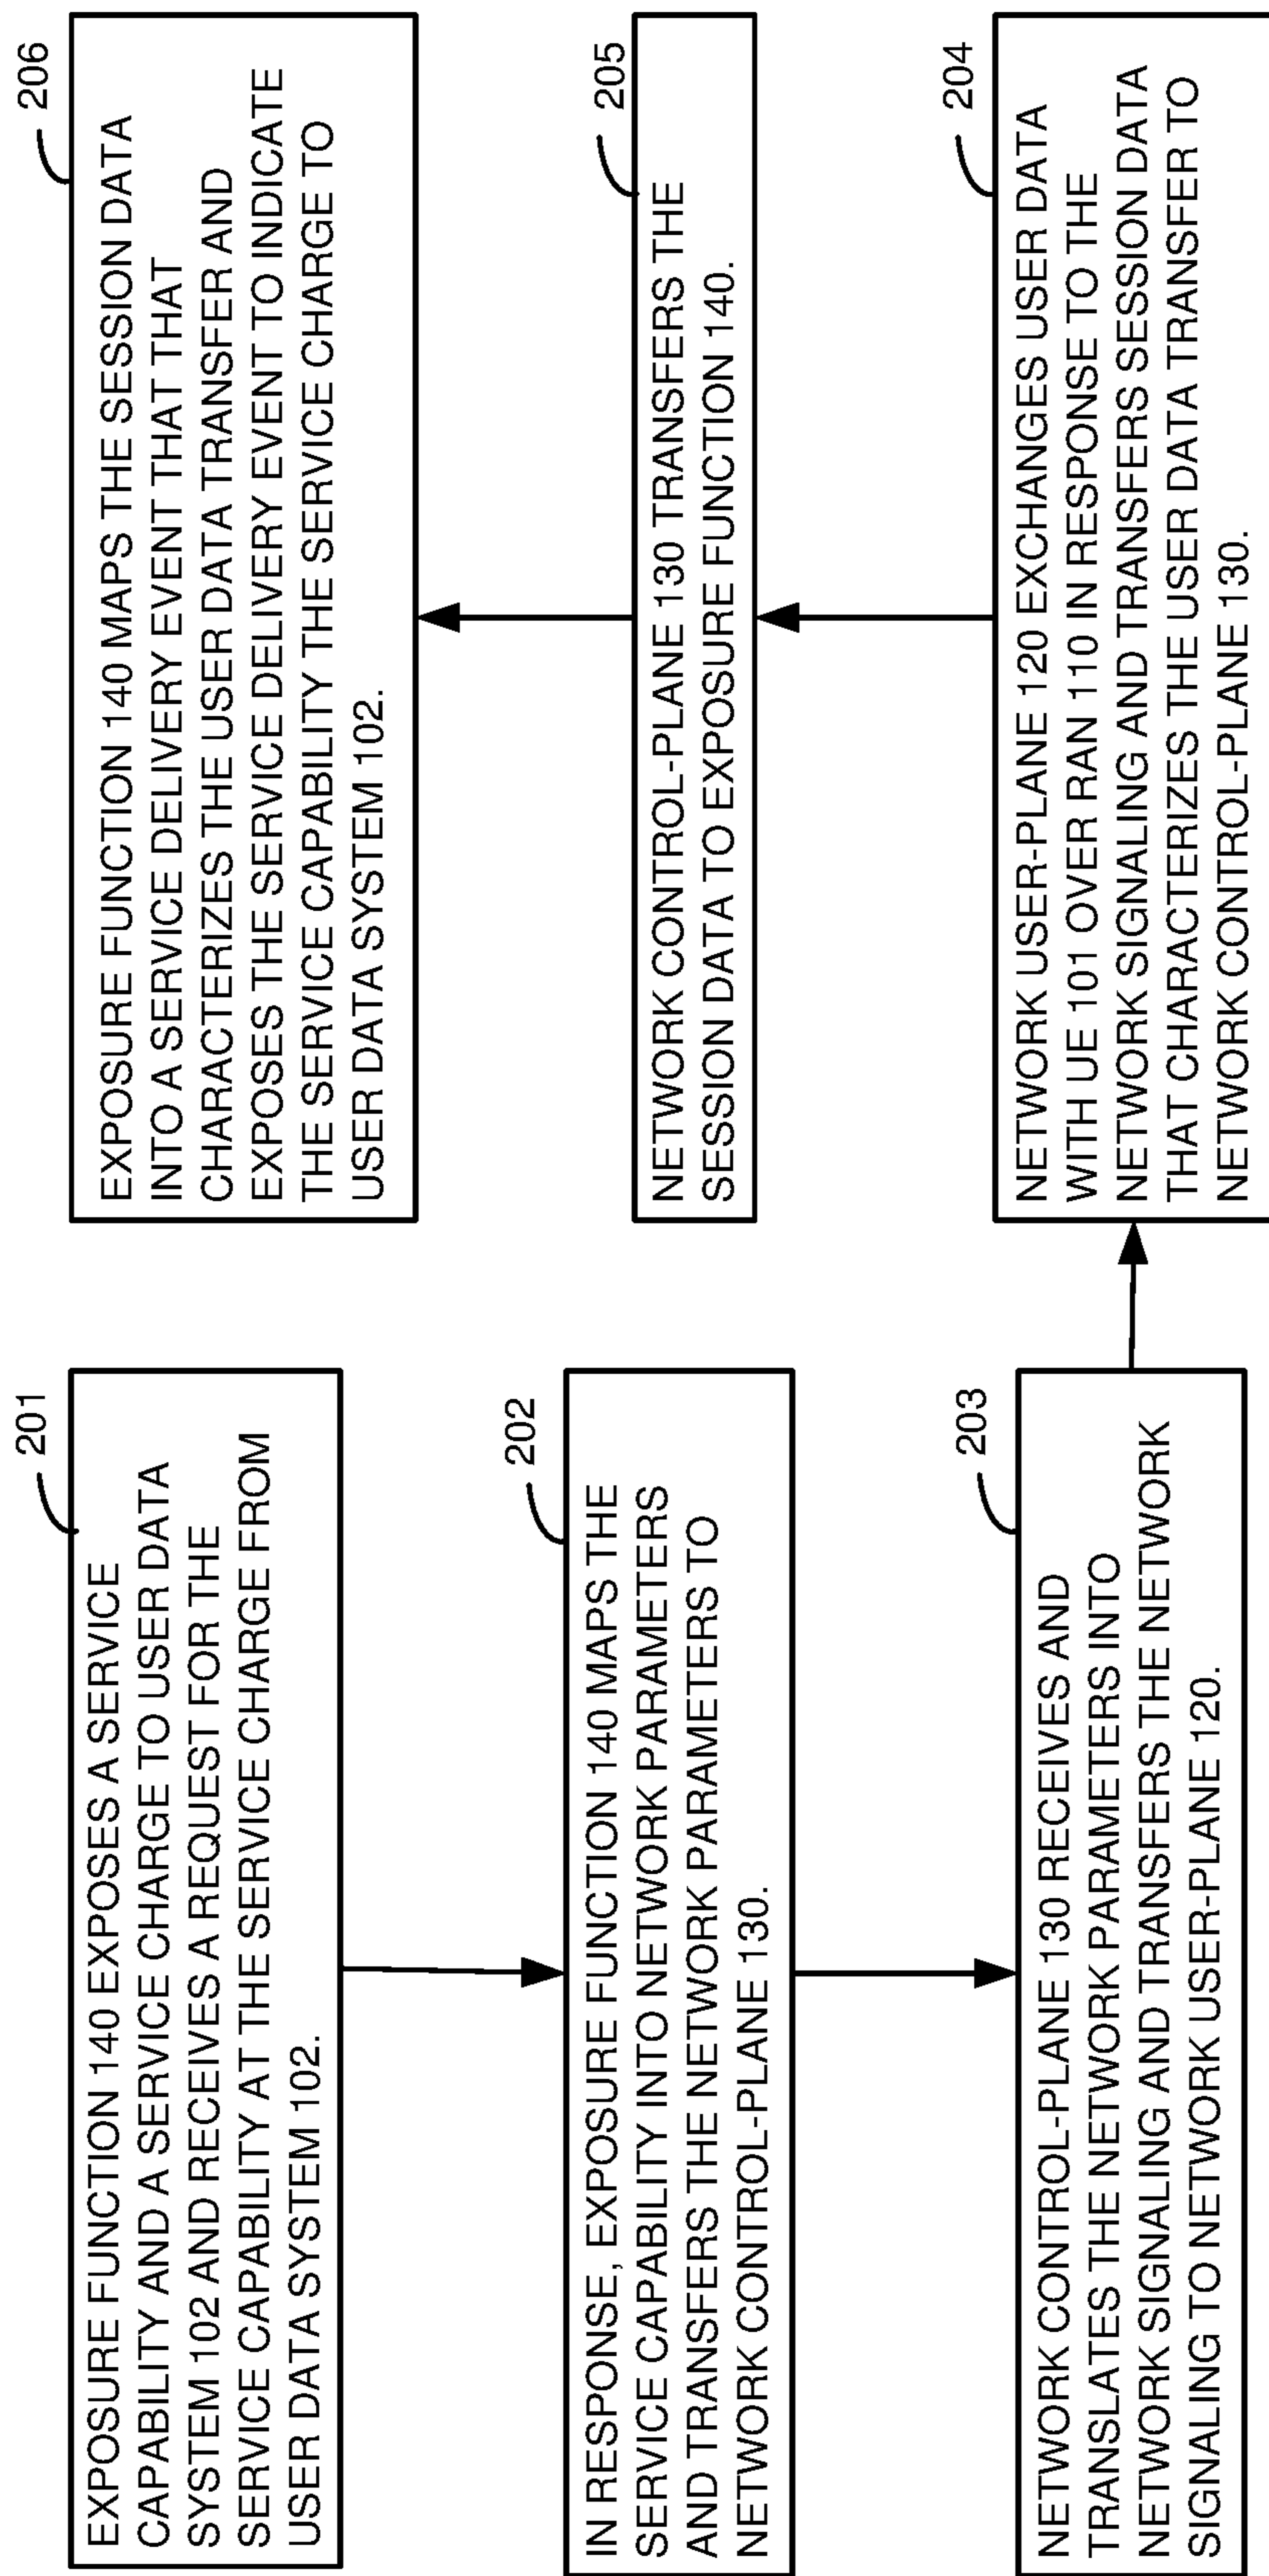 201
EXPOSURE FUNCTION 140 EXPOSES A SERVICE
CAPABILITY AND A SERVICE CHARGE TO USER DATA
SYSTEM 102 AND RECEIVES A REQUEST FOR THE
SERVICE CAPABILITY AT THE SERVICE CHARGE FROM
USER DATA SYSTEM 102.
202
IN RESPONSE, EXPOSURE FUNCTION 140 MAPS THE
SERVICE CAPABILITY INTO NETWORK PARAMETERS
AND TRANSFERS THE NETWORK PARAMETERS TO
NETWORK CONTROL-PLANE 130.
203
NETWORK CONTROL-PLANE 130 RECEIVES AND
TRANSLATES THE NETWORK PARAMETERS INTO
NETWORK SIGNALING AND TRANSFERS THE NETWORK
SIGNALING TO NETWORK USER-PLANE 120.
204
NETWORK USER-PLANE 120 EXCHANGES USER DATA
WITH UE 101 OVER RAN 110 IN RESPONSE TO THE
NETWORK SIGNALING AND TRANSFERS SESSION DATA
THAT CHARACTERIZES THE USER DATA TRANSFER TO
NETWORK CONTROL-PLANE 130.
205
NETWORK CONTROL-PLANE 130 TRANSFERS THE
SESSION DATA TO EXPOSURE FUNCTION 140.
206
EXPOSURE FUNCTION 140 MAPS THE SESSION DATA
INTO A SERVICE DELIVERY EVENT THAT THAT
CHARACTERIZES THE USER DATA TRANSFER AND
EXPOSES THE SERVICE DELIVERY EVENT TO INDICATE
THE SERVICE CAPABILITY THE SERVICE CHARGE TO
USER DATA SYSTEM 102.